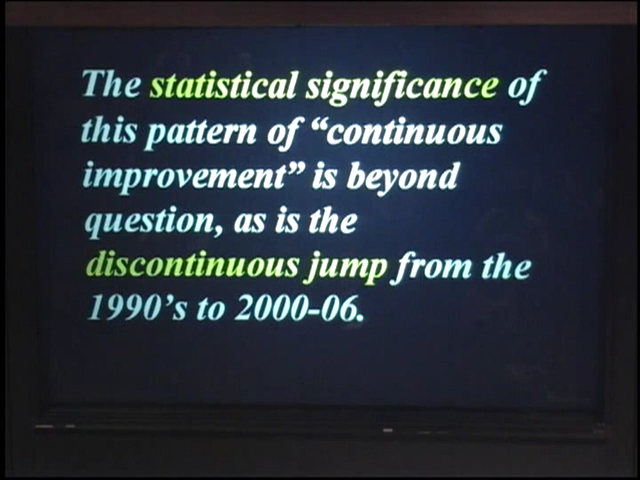 The statistical significance of
this pattern of “continuous
improvement” is beyond
question, as is the
discontinuous jump from the
1990’s to 2000-06.